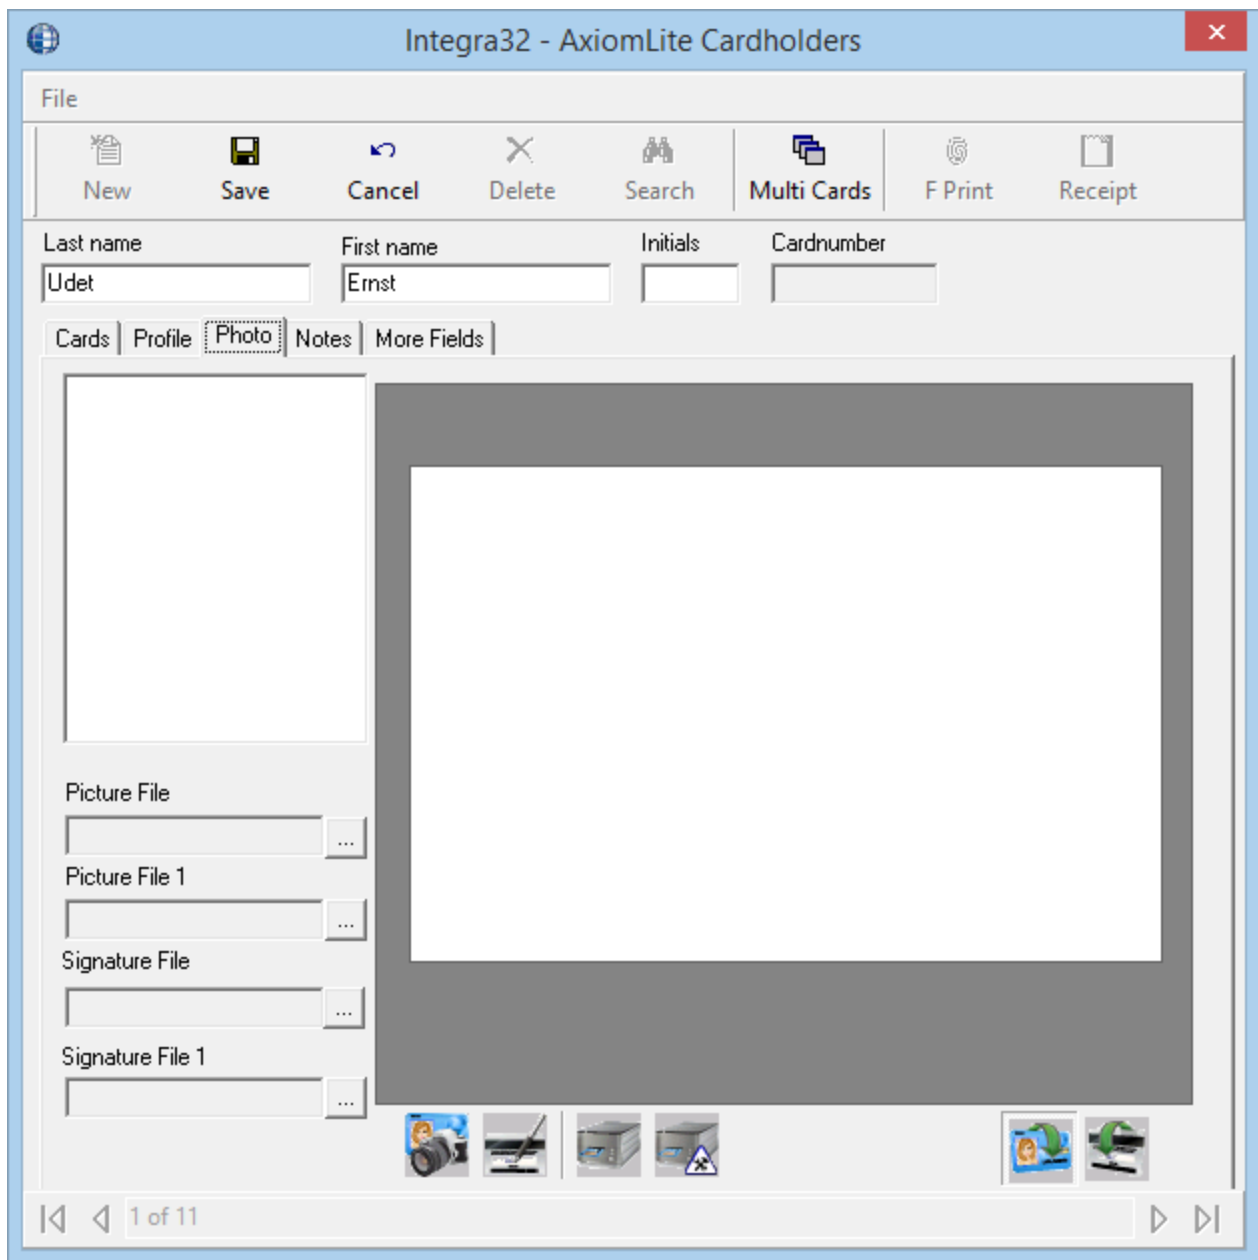 Integra32 - AxiomLite Cardholders
File
New Save Cancel Delete Search Multi Cards F Print Receipt
Last name First name Initials Cardnumber
Udet Ernst
Cards Profile Photo Notes More Fields
Picture File
...
Picture File 1
...
Signature File
...
Signature File 1
...
1 of 11